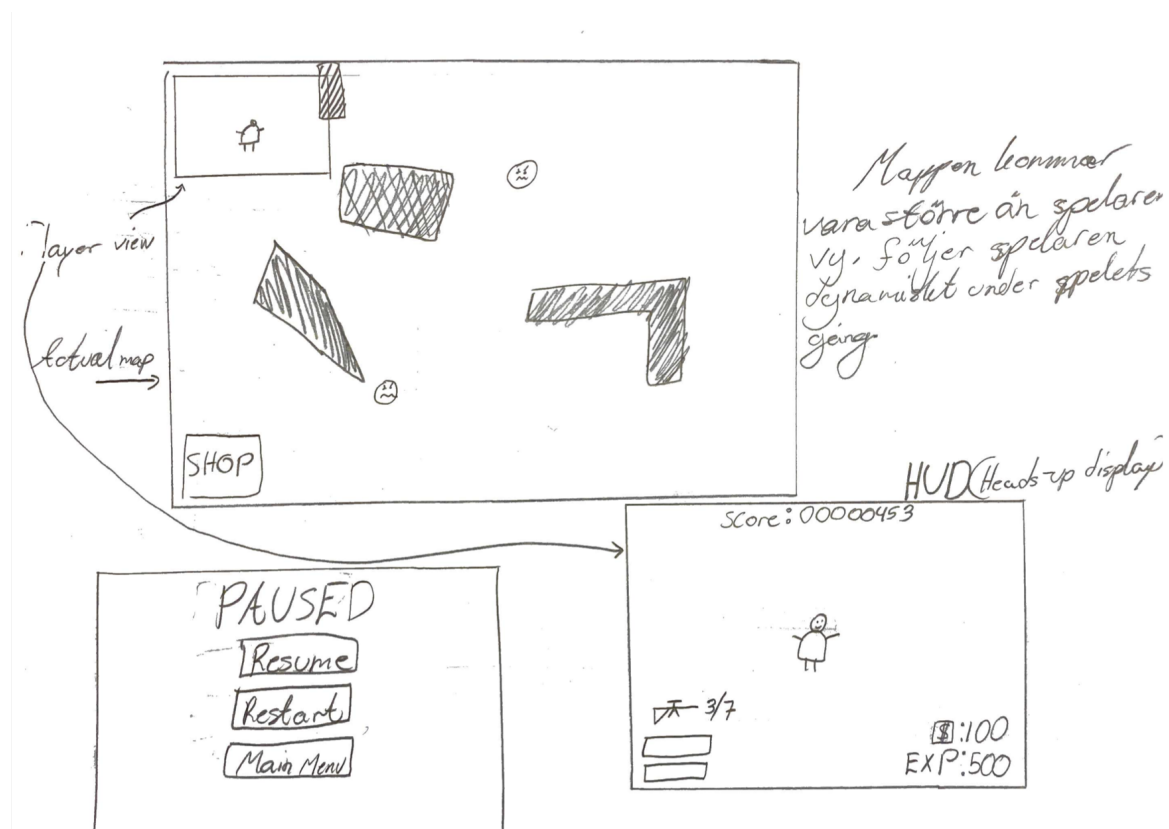 Mappen kommer
vara större än spelaren
vy. följer spelaren
dynamiskt under spelets
gång
Player view
Actual map
SHOP
HUD (Heads-up display
Score: 00000453
3/7
$:100
EXP:500
PAUSED
Resume
Restart
Main Menu